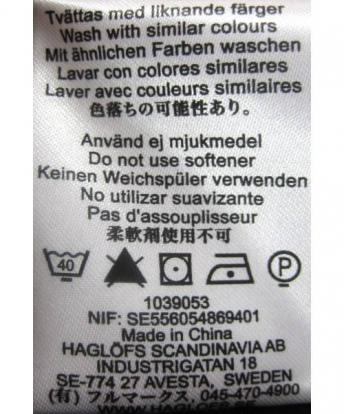 Tvättas med liknande färger
Wash with similar colours
Mit ähnlichen Farben waschen
Lavar con colores similares
Laver avec couleurs similaires
色落ちの可能性あり。
Använd ej mjukmedel
Do not use softener
Keinen Weichspüler verwenden
No utilizar suavizante
Pas d'assouplisseur
柔軟剤使用不可
40 P
1039053
NIF: SE556054869401
Made in China
HAGLÖFS SCANDINAVIA AB
INDUSTRIGATAN 18
SE-774 27 AVESTA, SWEDEN
(有) フルマークス, 045-470-4900